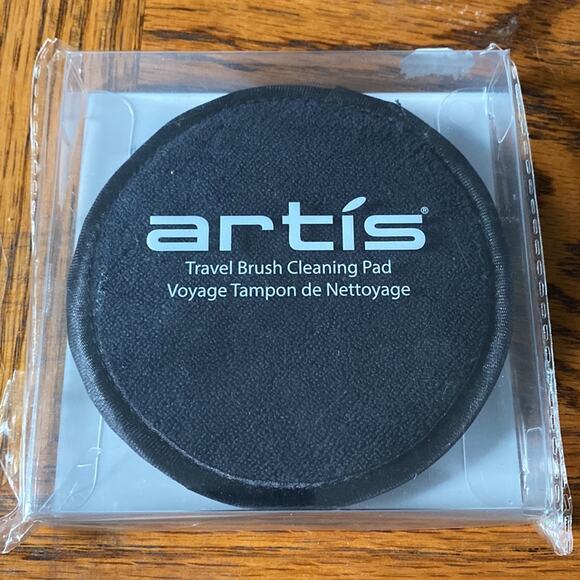 artís®
Travel Brush Cleaning Pad
Voyage Tampon de Nettoyage